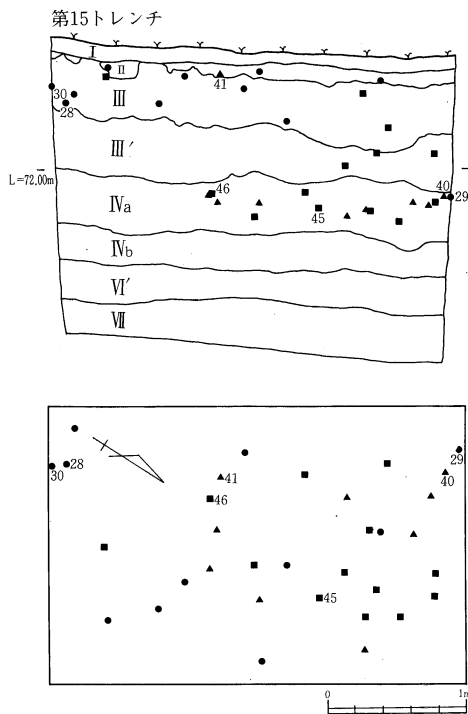 第15トレンチ
I
II
41
30
28
III
III′
L=72.00m
46
40
29
IVa
45
IVb
VI′
VII
30
28
41
46
29
40
45
0
1m